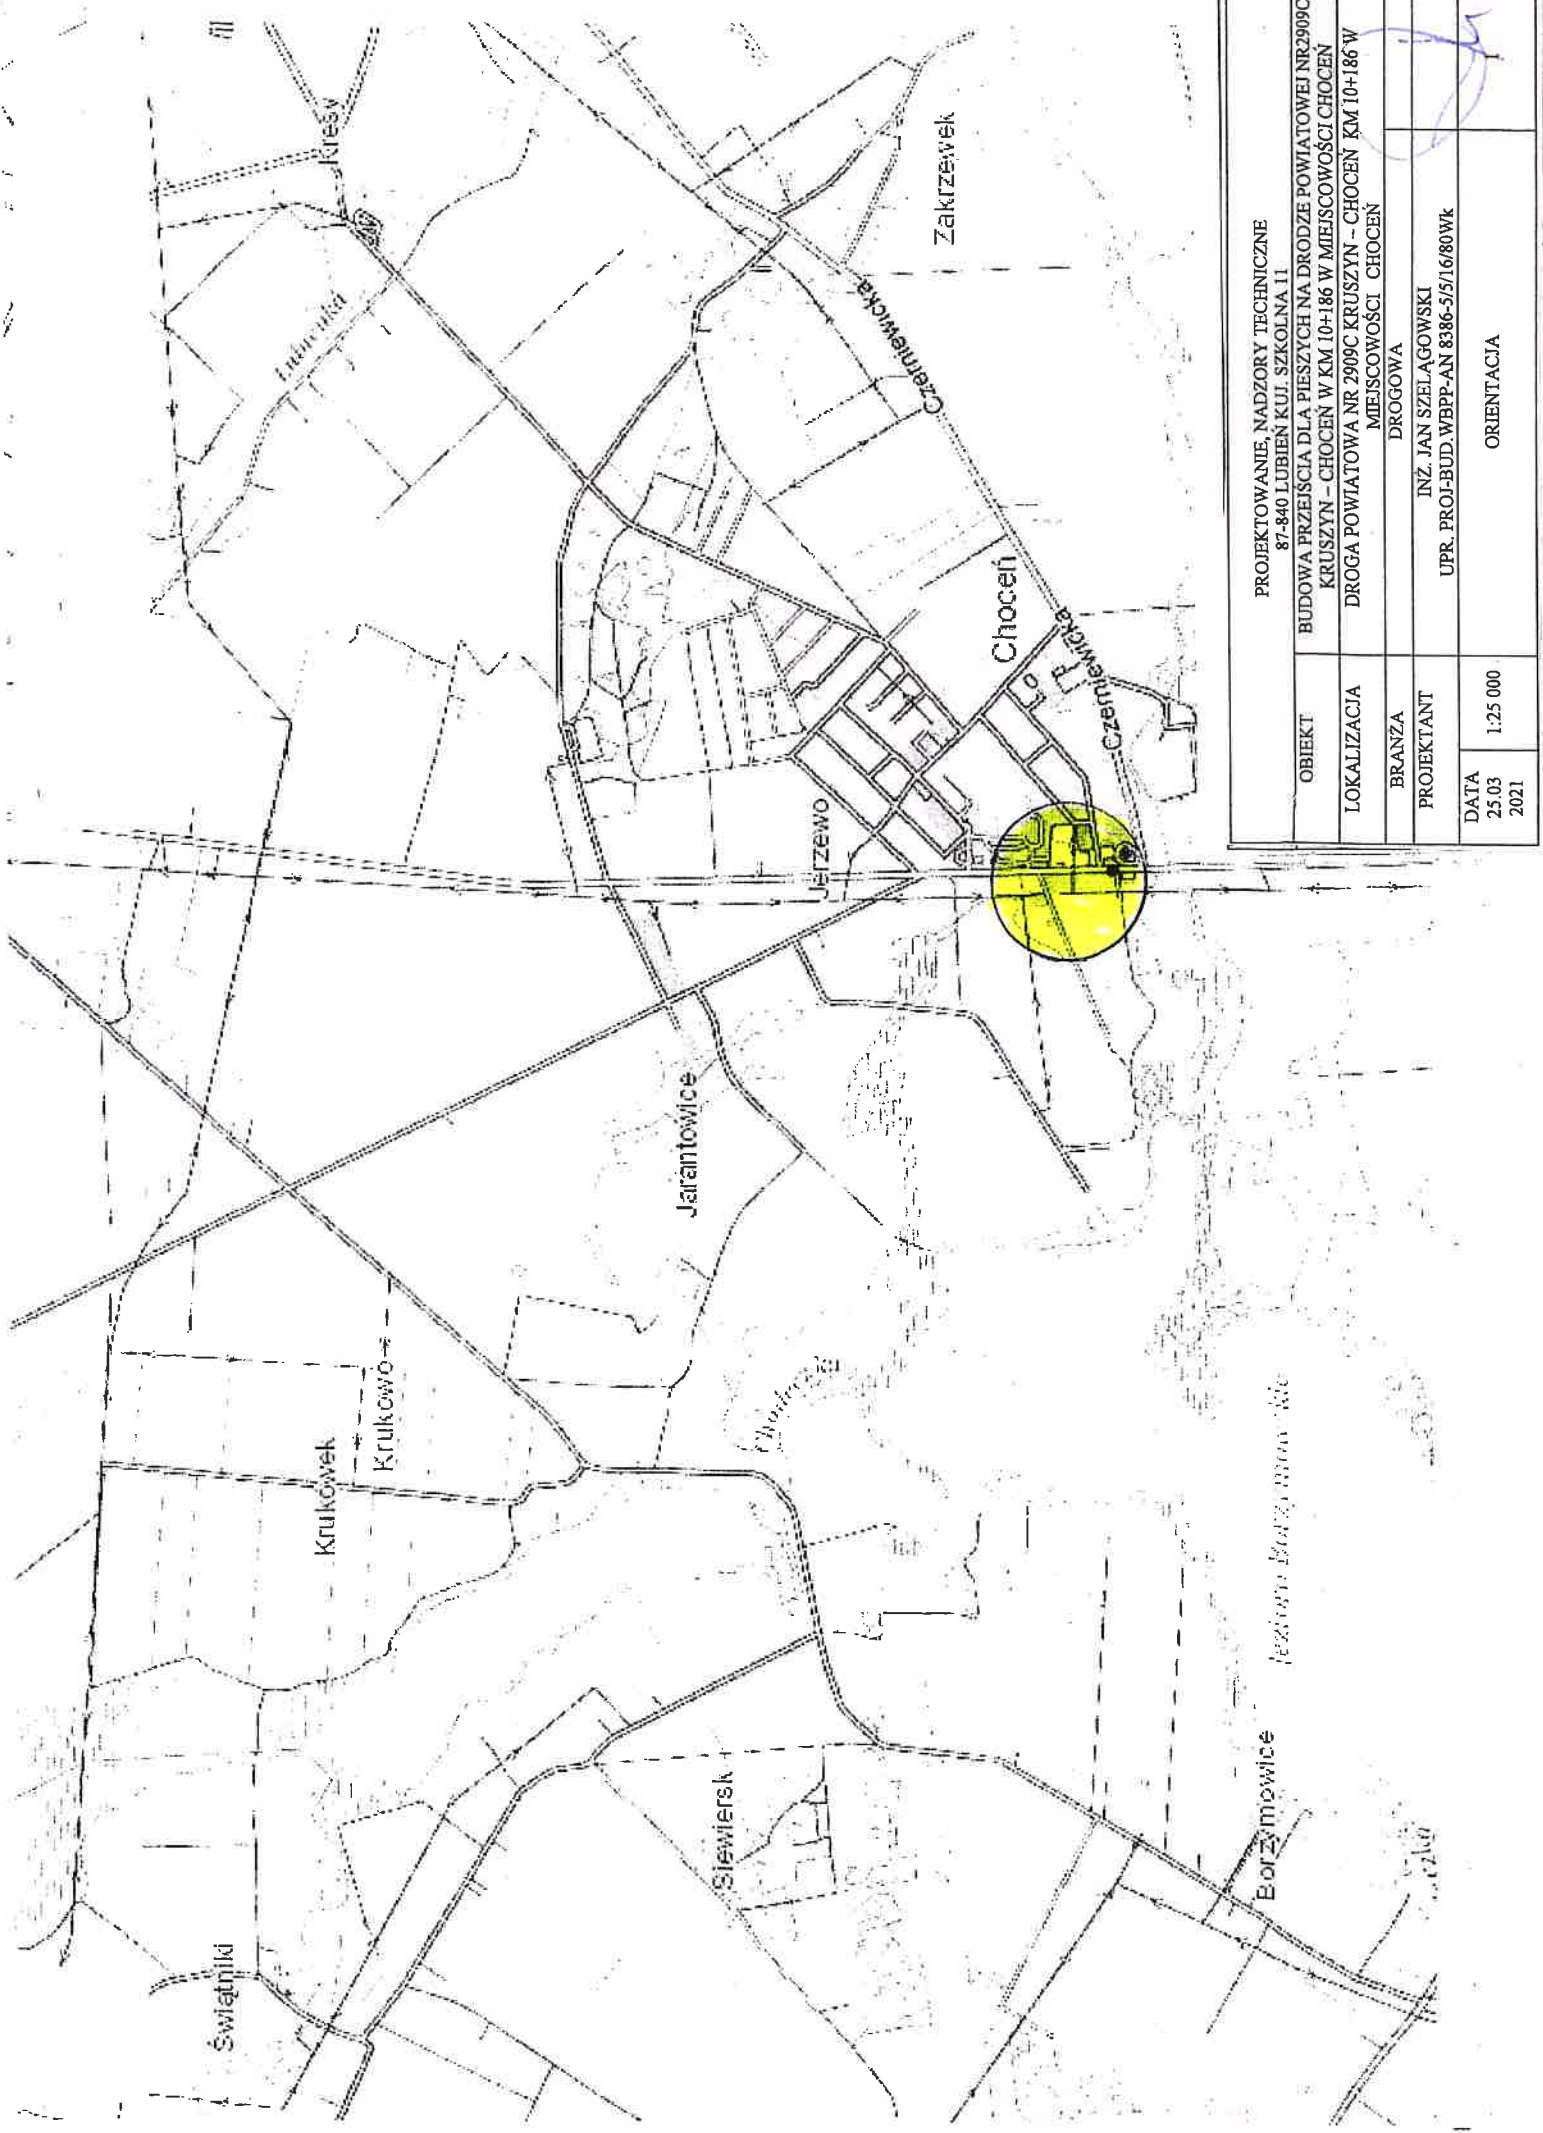 Kresy
Lubieńka
Zakrzewek
Czerniewicka
Choceń
Czerniewicka
Jerzewo
Jarantowice
Krukowo
Krukowek
Świątniki
Siewiersk
Borzymowice
PROJEKTOWANIE, NADZORY TECHNICZNE
87-840 LUBIEŃ KUJ. SZKOLNA 11
OBIEKT
BUDOWA PRZEJŚCIA DLA PIESZYCH NA DRODZE POWIATOWEJ NR2909C
KRUSZYN – CHOCEŃ W KM 10+186 W MIEJSCOWOŚCI CHOCEŃ
LOKALIZACJA
DROGA POWIATOWA NR 2909C KRUSZYN – CHOCEŃ KM 10+186 W
MIEJSCOWOŚCI CHOCEŃ
BRANŻA
DROGOWA
PROJEKTANT
INŻ. JAN SZELĄGOWSKI
UPR. PROJ-BUD.WBPP-AN 8386-5/5/16/80Wk
DATA
25.03
2021
1:25 000
ORIENTACJA
1